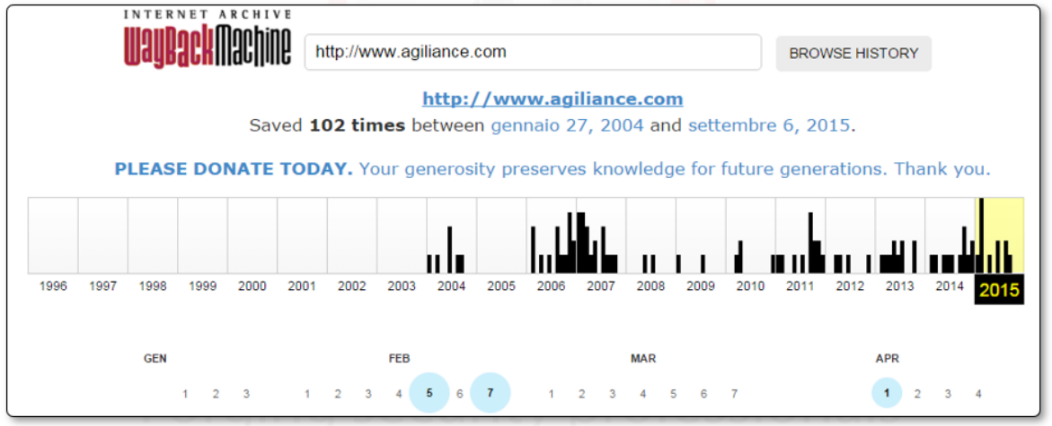 INTERNET ARCHIVE
WayBackMachine
http://www.agiliance.com
BROWSE HISTORY
http://www.agiliance.com
Saved 102 times between gennaio 27, 2004 and settembre 6, 2015.
PLEASE DONATE TODAY. Your generosity preserves knowledge for future generations. Thank you.
1996 1997 1998 1999 2000 2001 2002 2003 2004 2005 2006 2007 2008 2009 2010 2011 2012 2013 2014 2015
GEN FEB MAR APR
1 2 3 1 2 3 4 5 6 7 1 2 3 4 5 6 7 1 2 3 4